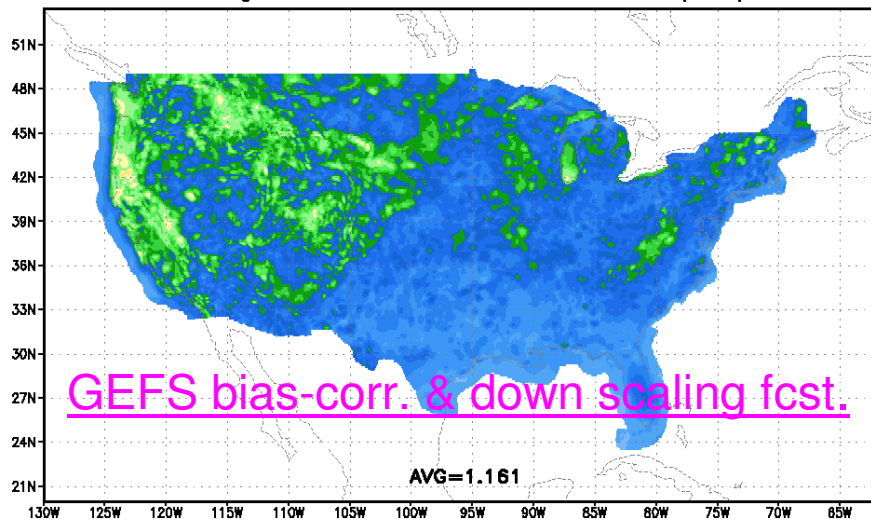 51N
48N
45N
42N
39N
36N
33N
30N
27N
24N
21N
GEFS bias-corr. & down scaling fcst.
AVG=1.161
130W 125W 120W 115W 110W 105W 100W 95W 90W 85W 80W 75W 70W 65W